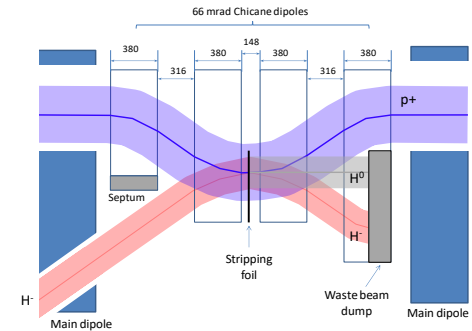 66 mrad Chicane dipoles
148
380
380
380
380
316
316
p+
H0
Septum
H-
Stripping
foil
Waste beam
dump
H-
Main dipole
Main dipole